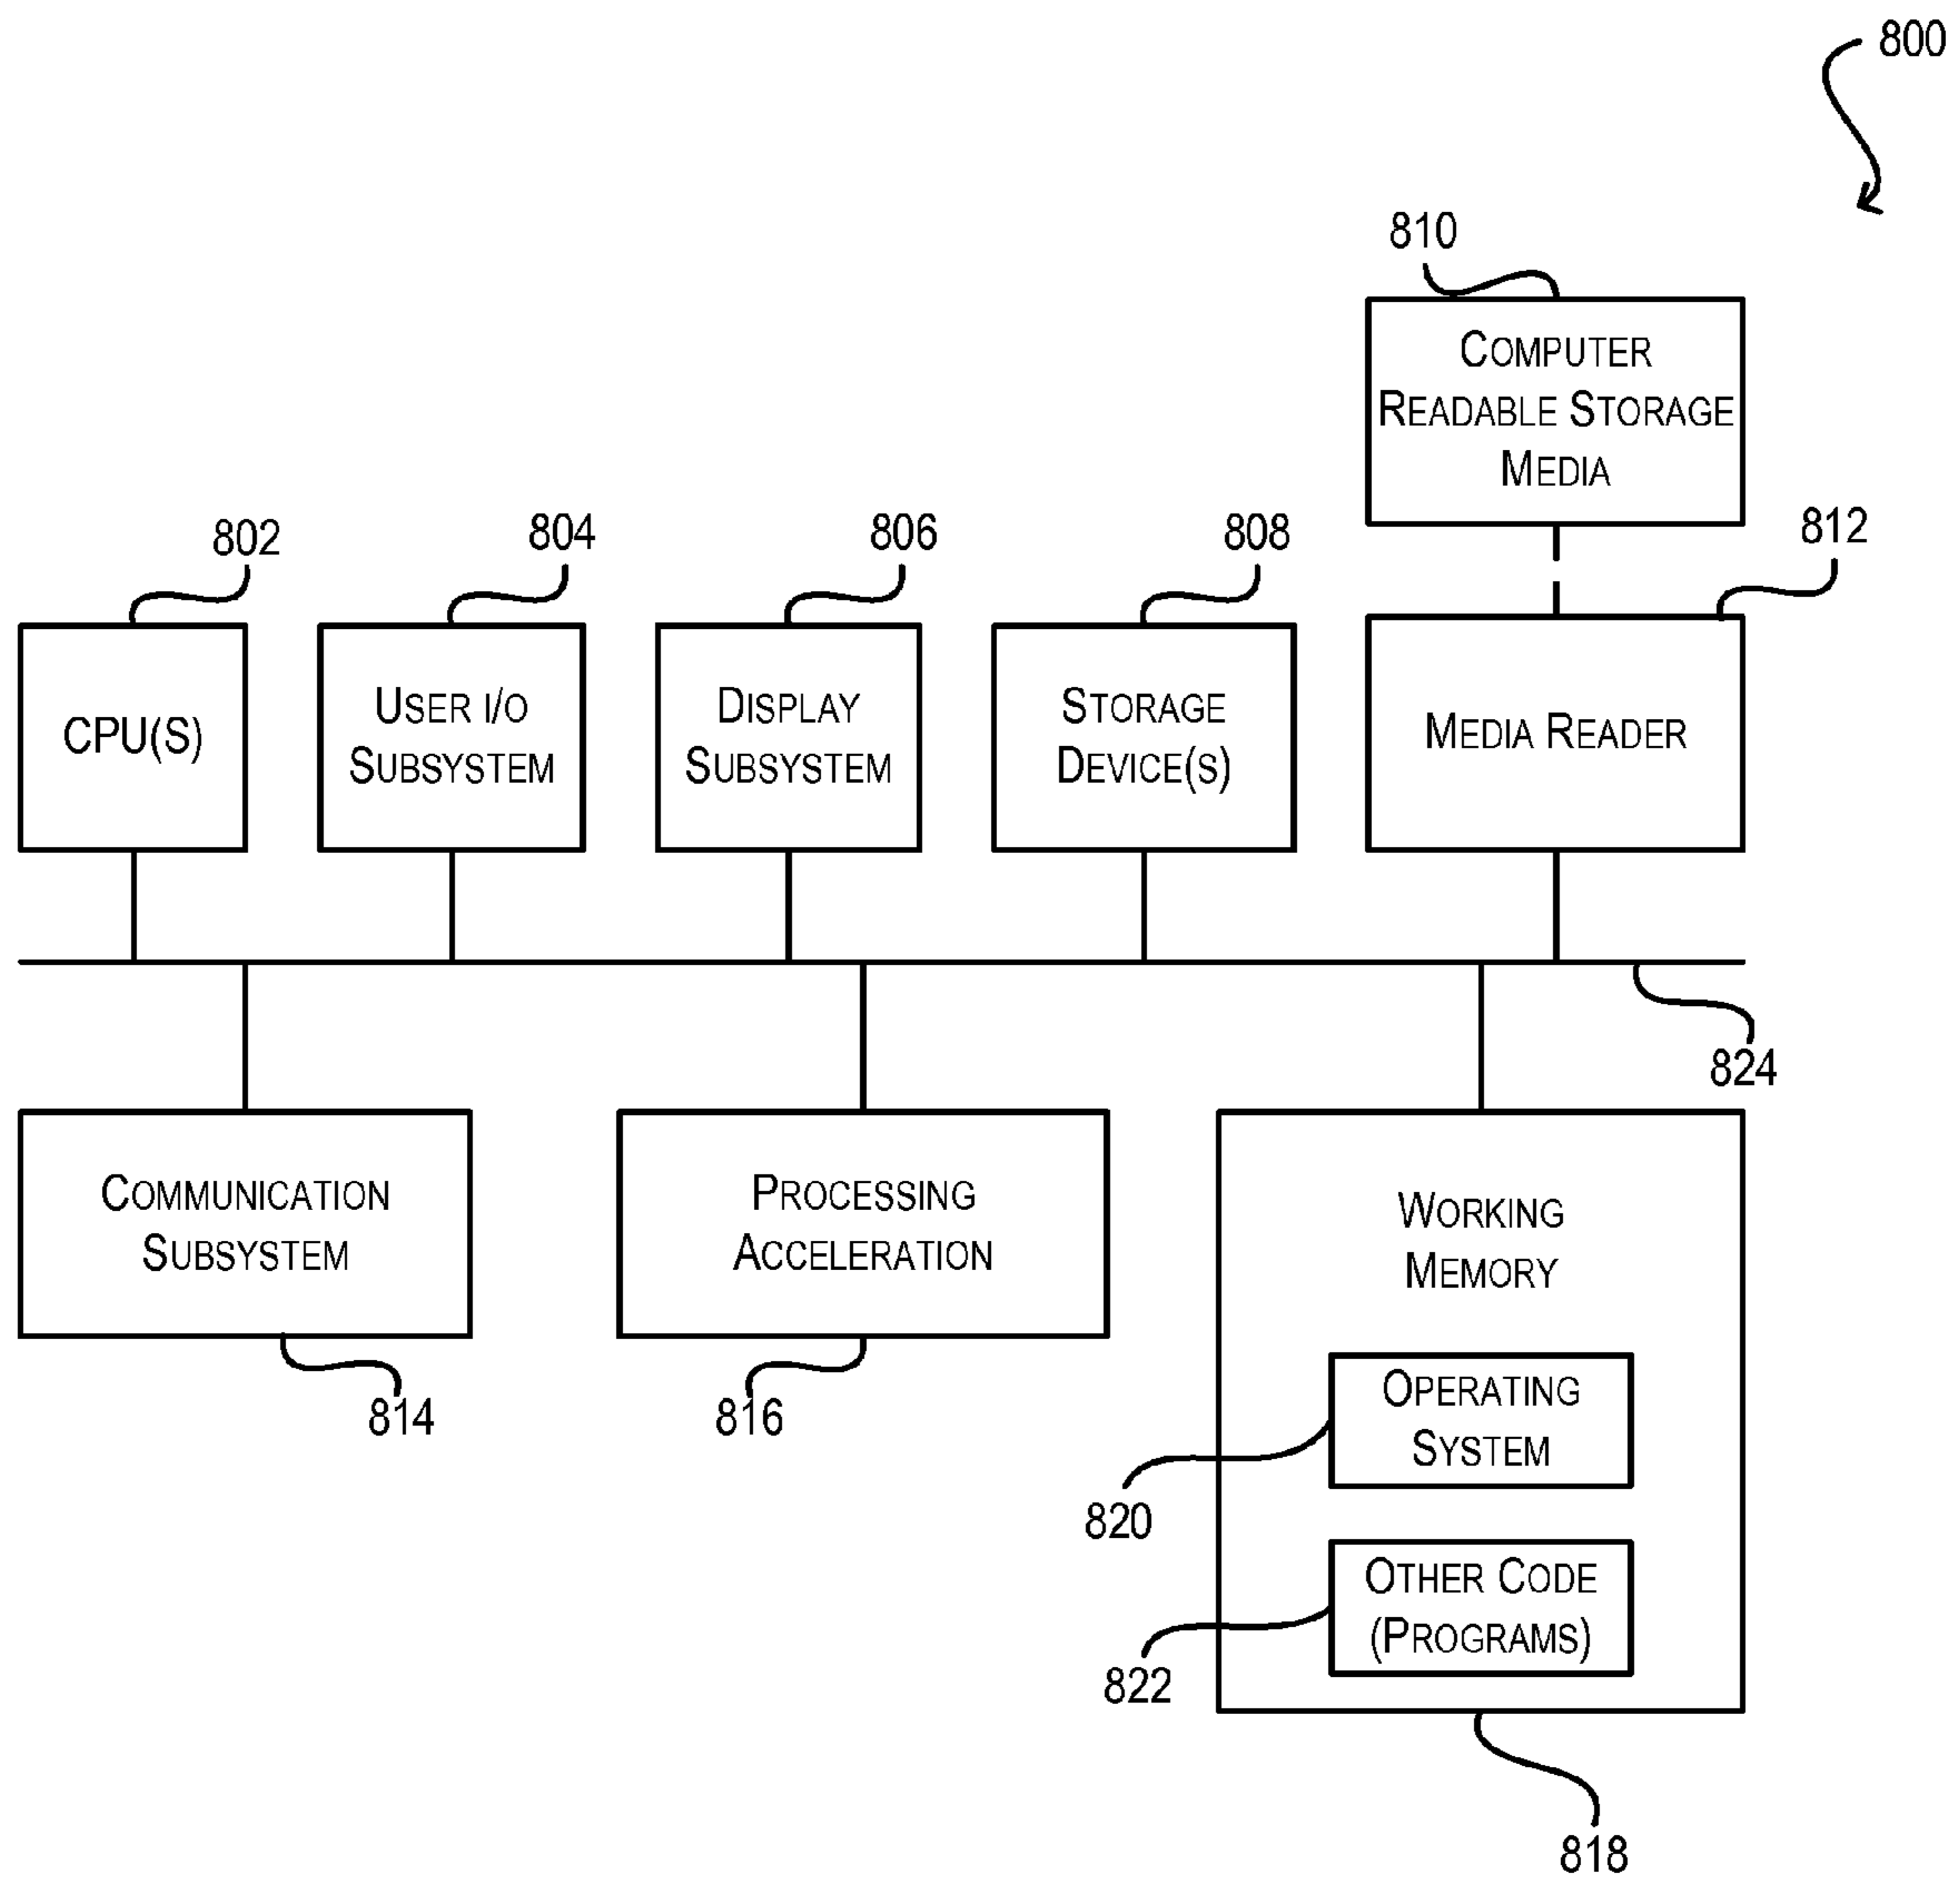 800
810
COMPUTER
READABLE STORAGE
MEDIA
802
804
806
808
812
CPU(S)
USER I/O
SUBSYSTEM
DISPLAY
SUBSYSTEM
STORAGE
DEVICE(S)
MEDIA READER
824
COMMUNICATION
SUBSYSTEM
PROCESSING
ACCELERATION
WORKING
MEMORY
814
816
OPERATING
SYSTEM
820
OTHER CODE
(PROGRAMS)
822
818